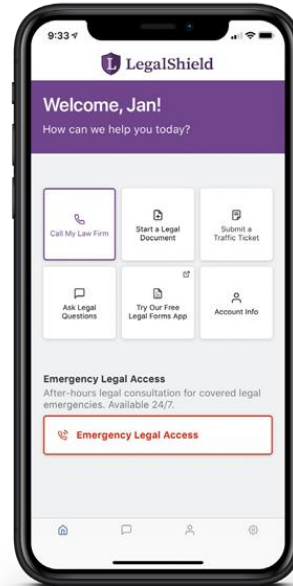 9:33
LegalShield
Welcome, Jan!
How can we help you today?
Call My Law Firm
Start a Legal
Document
Submit a
Traffic Ticket
Ask Legal
Questions
Try Our Free
Legal Forms App
Account Info
Emergency Legal Access
After-hours legal consultation for covered legal
emergencies. Available 24/7.
Emergency Legal Access